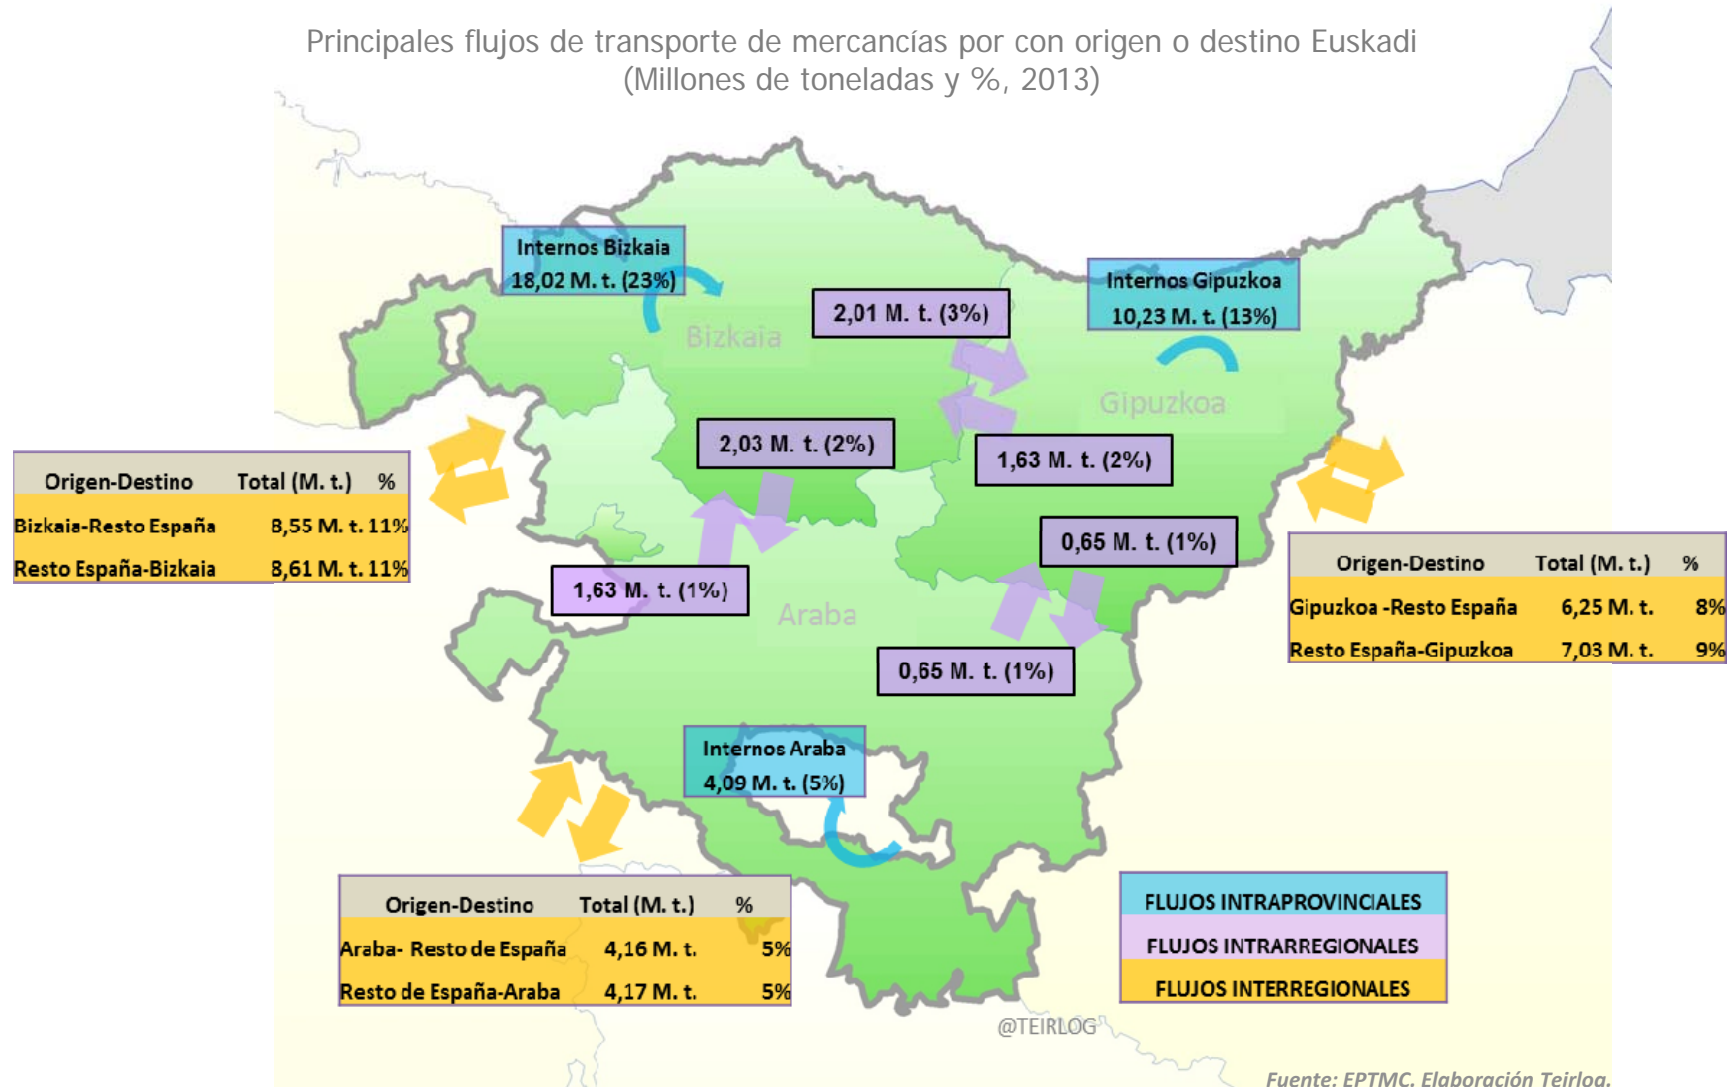 Principales flujos de transporte de mercancías por con origen o destino Euskadi
(Millones de toneladas y %, 2013)
Internos Bizkaia
18,02 M. t. (23%)
Internos Gipuzkoa
10,23 M. t. (13%)
2,01 M. t. (3%)
Bizkaia
Gipuzkoa
2,03 M. t. (2%)
1,63 M. t. (2%)
Origen-Destino Total (M. t.) %
Bizkaia-Resto España 8,55 M. t. 11%
Resto España-Bizkaia 8,61 M. t. 11%
0,65 M. t. (1%)
Origen-Destino Total (M. t.) %
Gipuzkoa -Resto España 6,25 M. t. 8%
Resto España-Gipuzkoa 7,03 M. t. 9%
1,63 M. t. (1%)
Araba
0,65 M. t. (1%)
Internos Araba
4,09 M. t. (5%)
Origen-Destino Total (M. t.) %
Araba- Resto de España 4,16 M. t. 5%
Resto de España-Araba 4,17 M. t. 5%
FLUJOS INTRAPROVINCIALES
FLUJOS INTRARREGIONALES
FLUJOS INTERREGIONALES
@TEIRLOG
Fuente: EPTMC. Elaboración Teirlog.